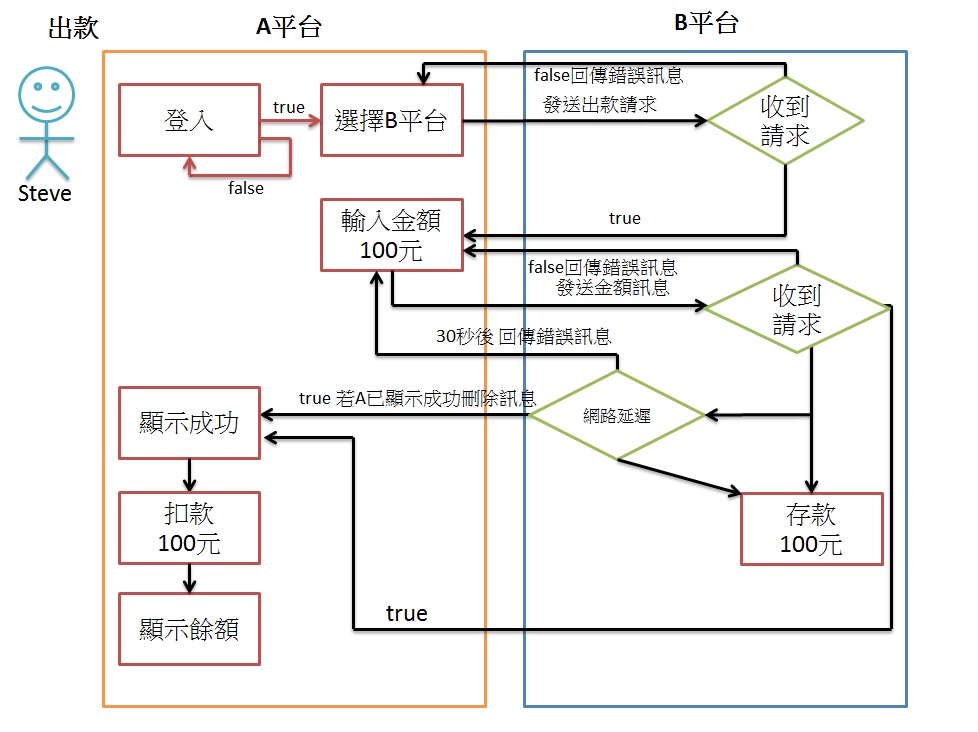 出款
A平台
B平台
Steve
登入
true
false
選擇B平台
false回傳錯誤訊息
發送出款請求
收到
請求
true
輸入金額
100元
false回傳錯誤訊息
發送金額訊息
收到
請求
30秒後 回傳錯誤訊息
true 若A已顯示成功刪除訊息
網路延遲
顯示成功
扣款
100元
存款
100元
顯示餘額
true